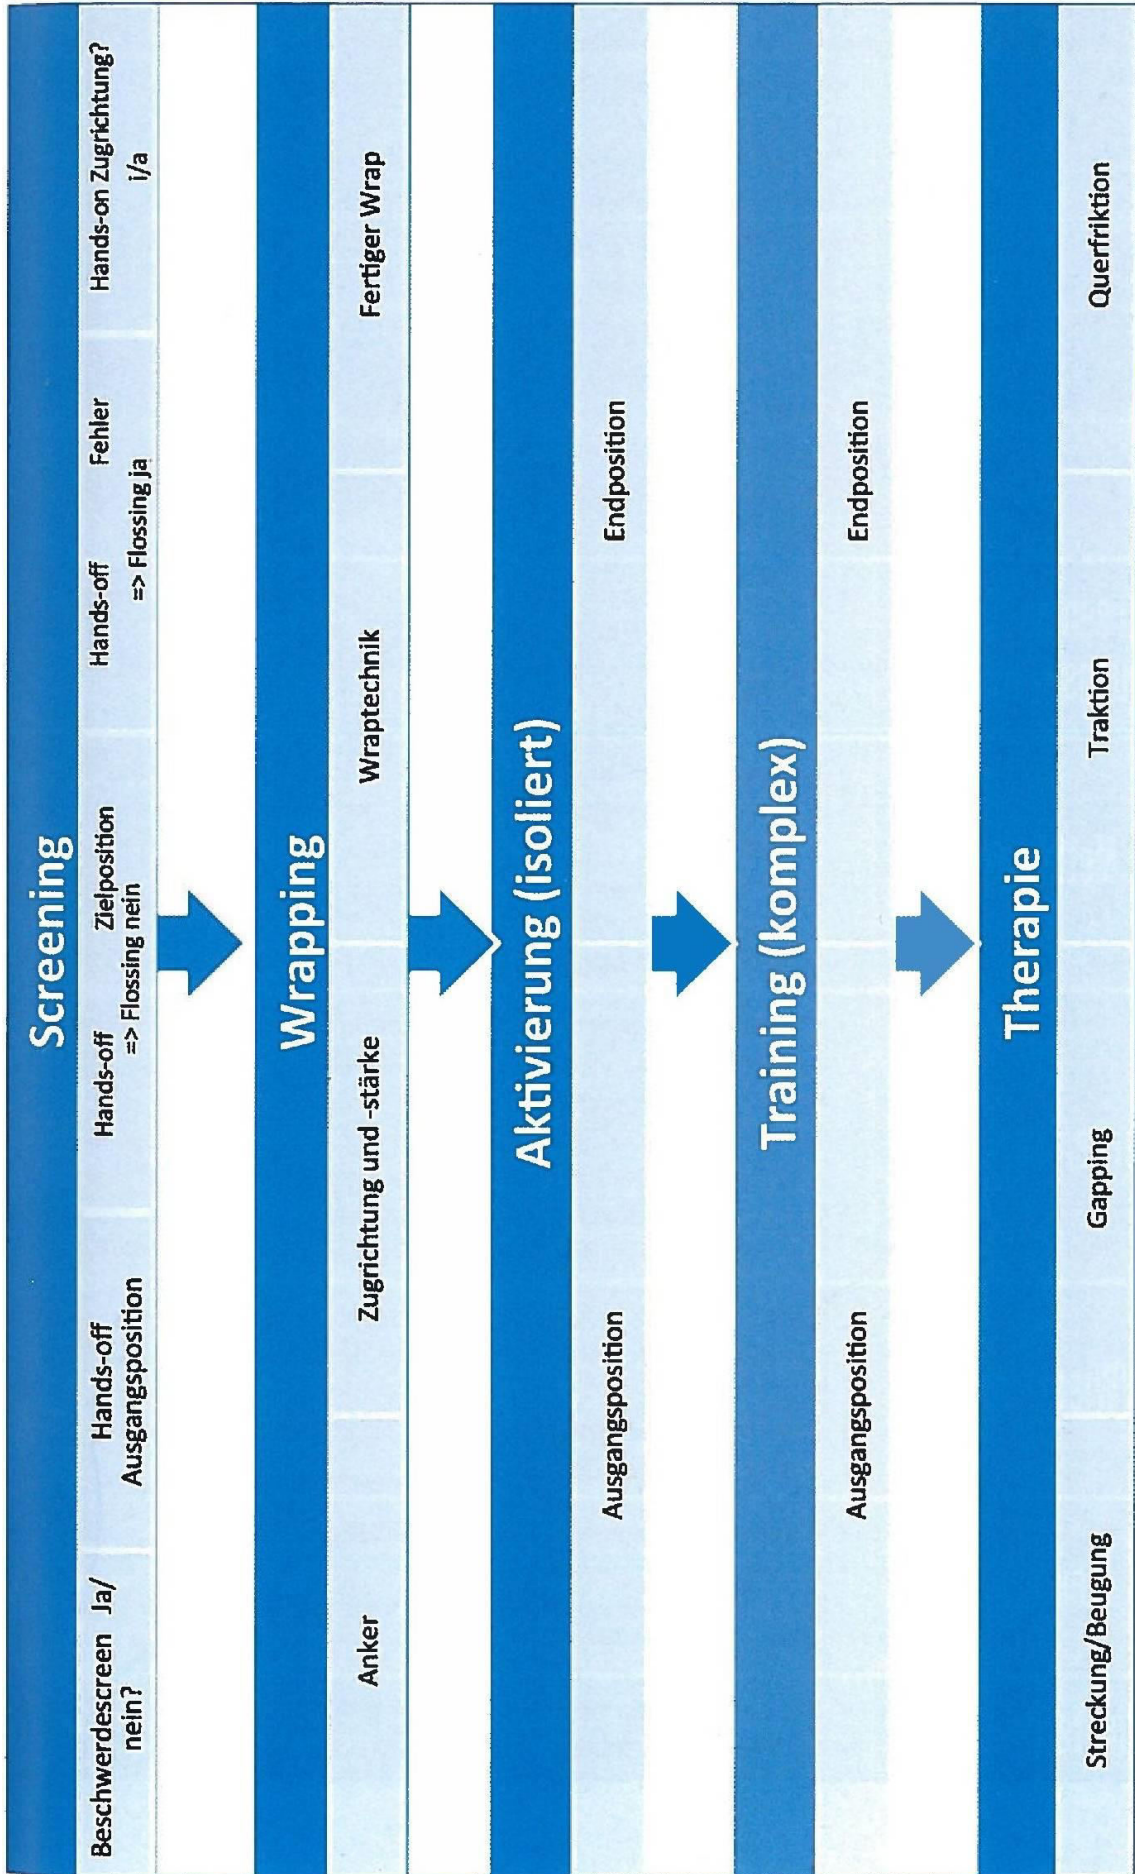 Screening
Beschwerdescreen Ja/
nein?
Hands-off
Ausgangsposition
Hands-off Zielposition
=> Flossing nein
Hands-off Fehler
=> Flossing ja
Hands-on Zugrichtung?
i/a
Wrapping
Anker
Zugrichtung und -stärke
Wraptechnik
Fertiger Wrap
Aktivierung (isoliert)
Ausgangsposition
Endposition
Training (komplex)
Ausgangsposition
Endposition
Therapie
Streckung/Beugung
Gapping
Traktion
Querfriktion